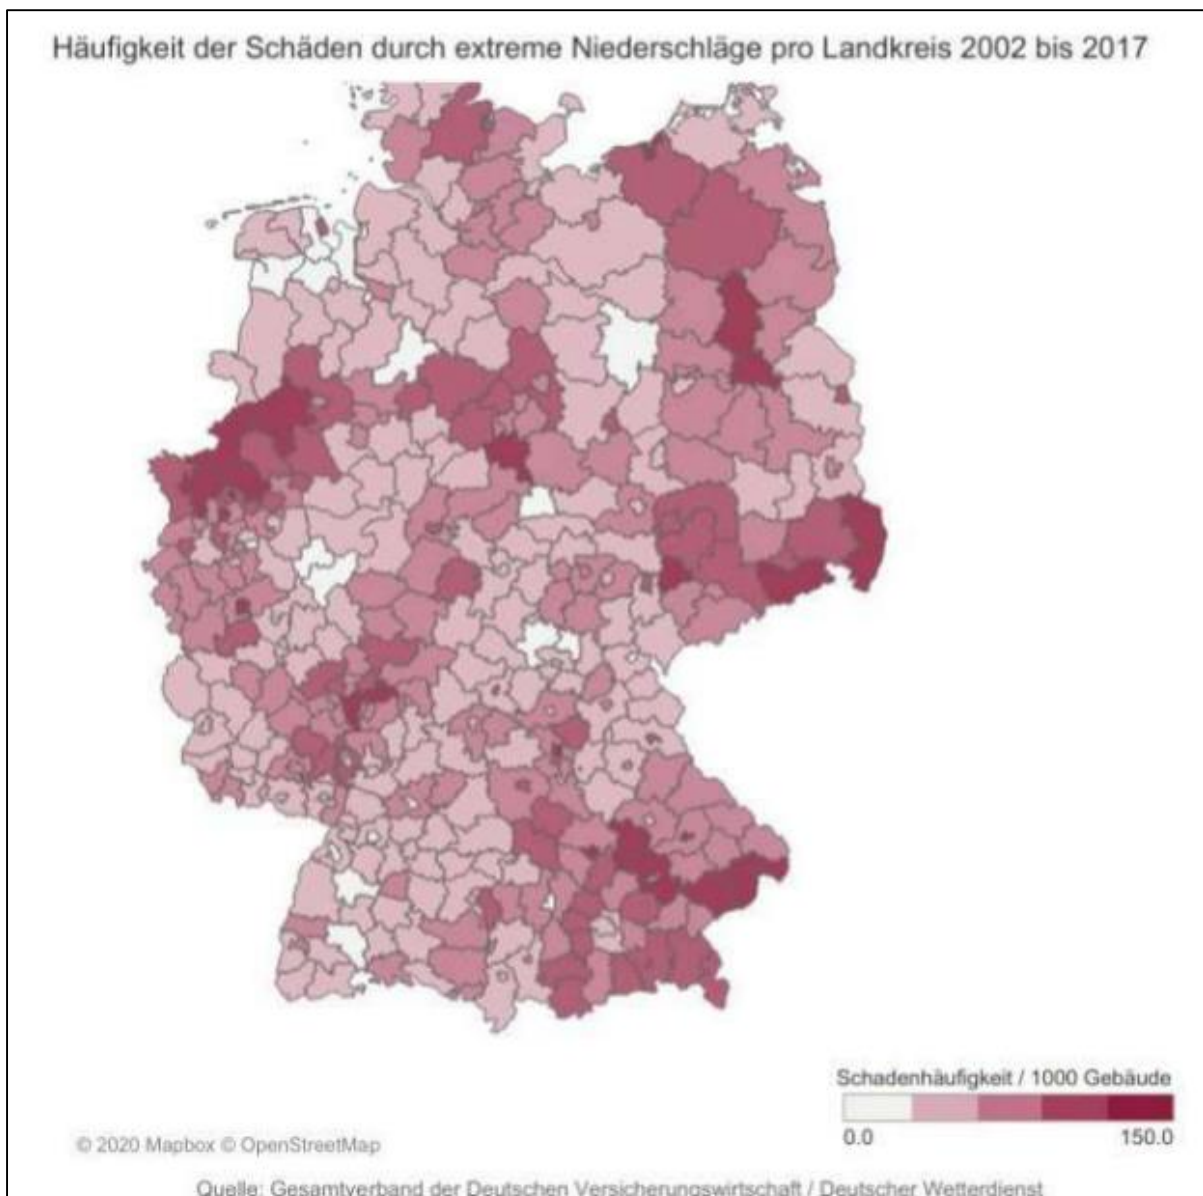 Häufigkeit der Schäden durch extreme Niederschläge pro Landkreis 2002 bis 2017
Schadenhäufigkeit / 1000 Gebäude
0.0 150.0
© 2020 Mapbox © OpenStreetMap
Quelle: Gesamtverband der Deutschen Versicherungswirtschaft / Deutscher Wetterdienst